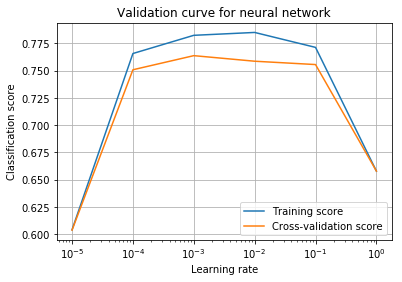 Validation curve for neural network
Classification score
0.775
0.750
0.725
0.700
0.675
0.650
0.625
0.600
Training score
Cross-validation score
10⁻⁵ 10⁻⁴ 10⁻³ 10⁻² 10⁻¹ 10⁰
Learning rate